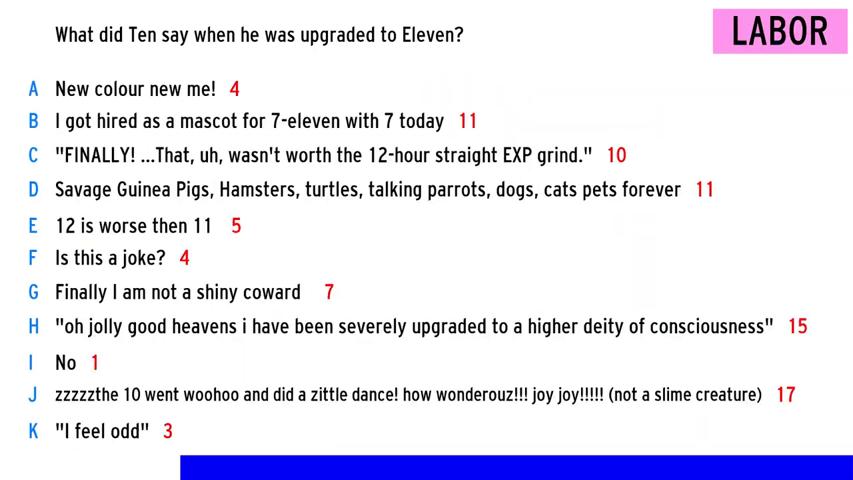 What did Ten say when he was upgraded to Eleven?
LABOR
A New colour new me! 4
B I got hired as a mascot for 7-eleven with 7 today 11
C "FINALLY! ...That, uh, wasn't worth the 12-hour straight EXP grind." 10
D Savage Guinea Pigs, Hamsters, turtles, talking parrots, dogs, cats pets forever 11
E 12 is worse then 11 5
F Is this a joke? 4
G Finally I am not a shiny coward 7
H "oh jolly good heavens i have been severely upgraded to a higher deity of consciousness" 15
I No 1
J zzzzzthe 10 went woohoo and did a zittle dance! how wonderouz!!! joy joy!!!!! (not a slime creature) 17
K "I feel odd" 3